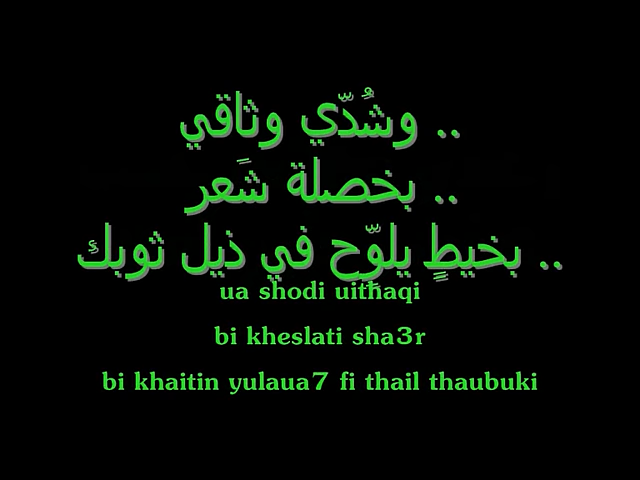 .. وشُدّي وثاقي
.. بخصلة شَعر
.. بخيطٍ يلوِّح في ذيل ثوبكِ
ua shodi uithaqi
bi kheslati sha3r
bi khaitin yulaua7 fi thail thaubuki